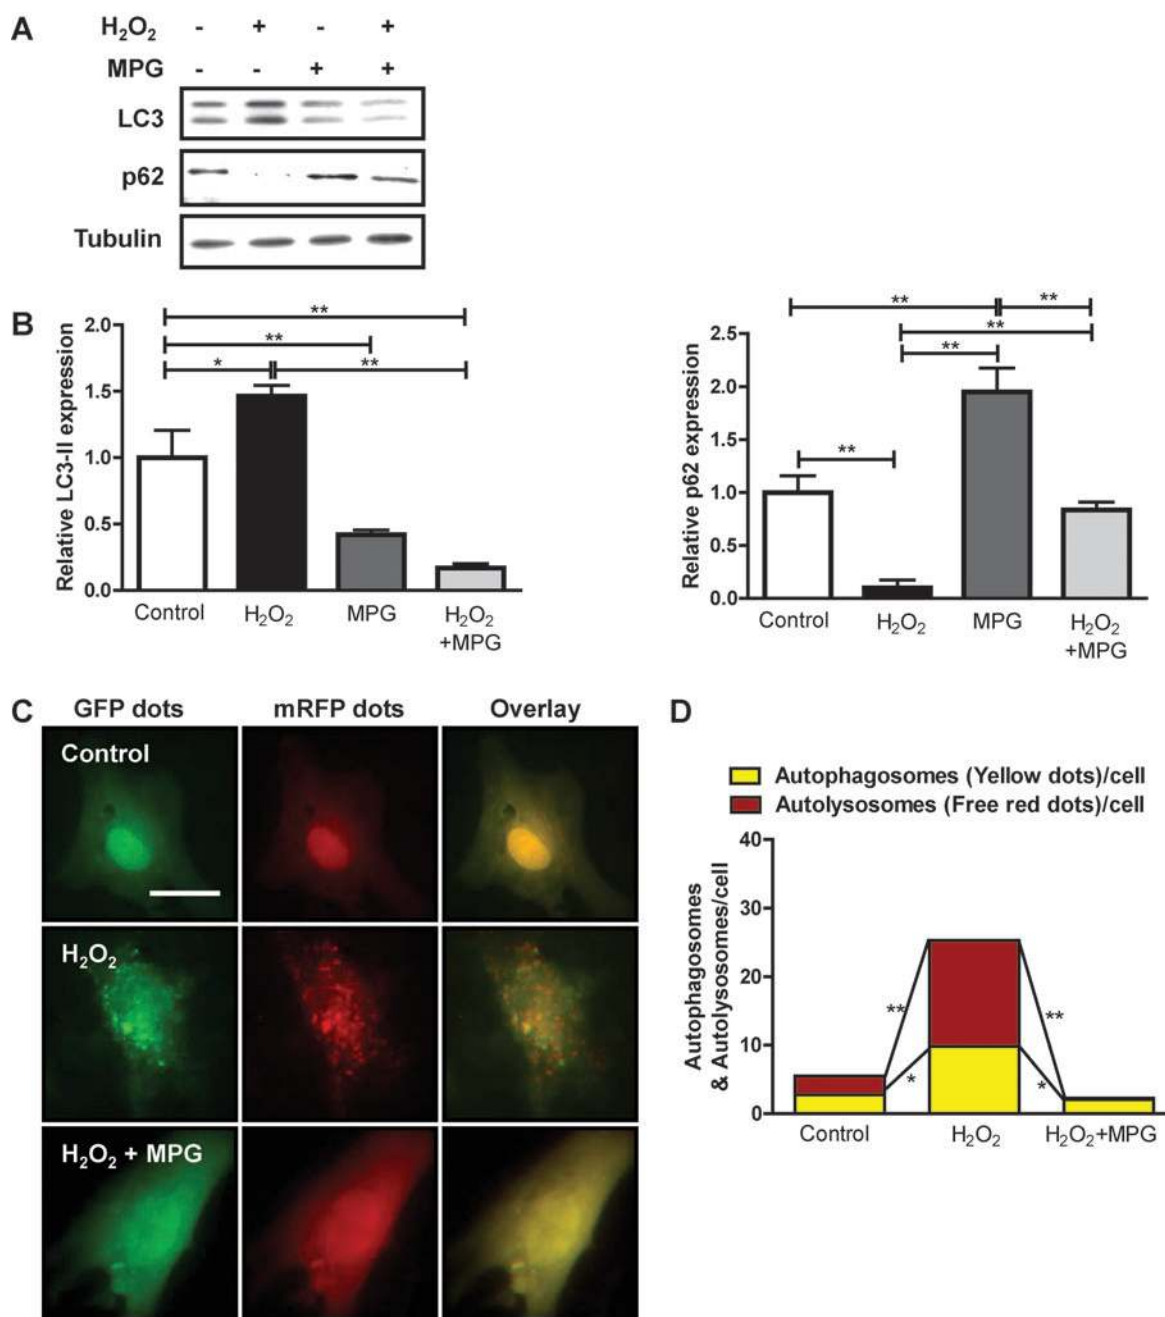 A
H₂O₂ - + - +
MPG - - + +
LC3
p62
Tubulin
B
Relative LC3-II expression
2.0
1.5
1.0
0.5
0.0
**
**
* **
Control H₂O₂ MPG H₂O₂
+MPG
Relative p62 expression
2.5
2.0
1.5
1.0
0.5
0.0
** **
**
**
**
Control H₂O₂ MPG H₂O₂
+MPG
C
GFP dots mRFP dots Overlay
Control
H₂O₂
H₂O₂ + MPG
D
Autophagosomes (Yellow dots)/cell
Autolysosomes (Free red dots)/cell
Autophagosomes
& Autolysosomes/cell
40
30
20
10
0
** **
* *
Control H₂O₂ H₂O₂+MPG